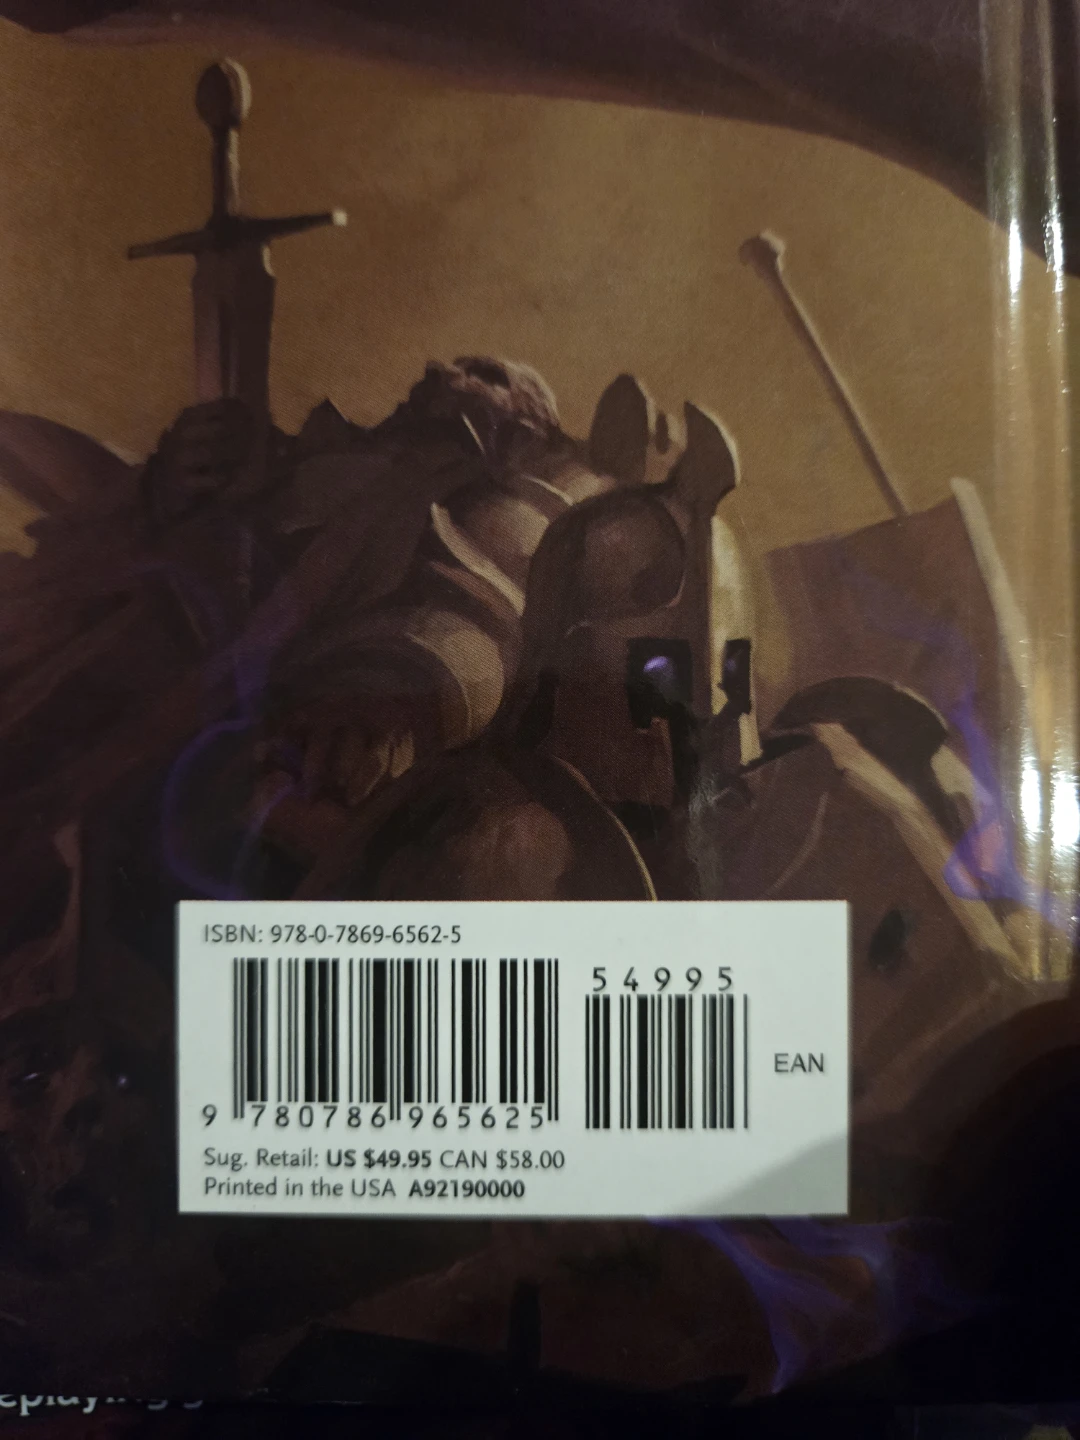 ISBN: 978-0-7869-6562-5
54995
EAN
9 780786 965625
Sug. Retail: US $49.95 CAN $58.00
Printed in the USA A92190000